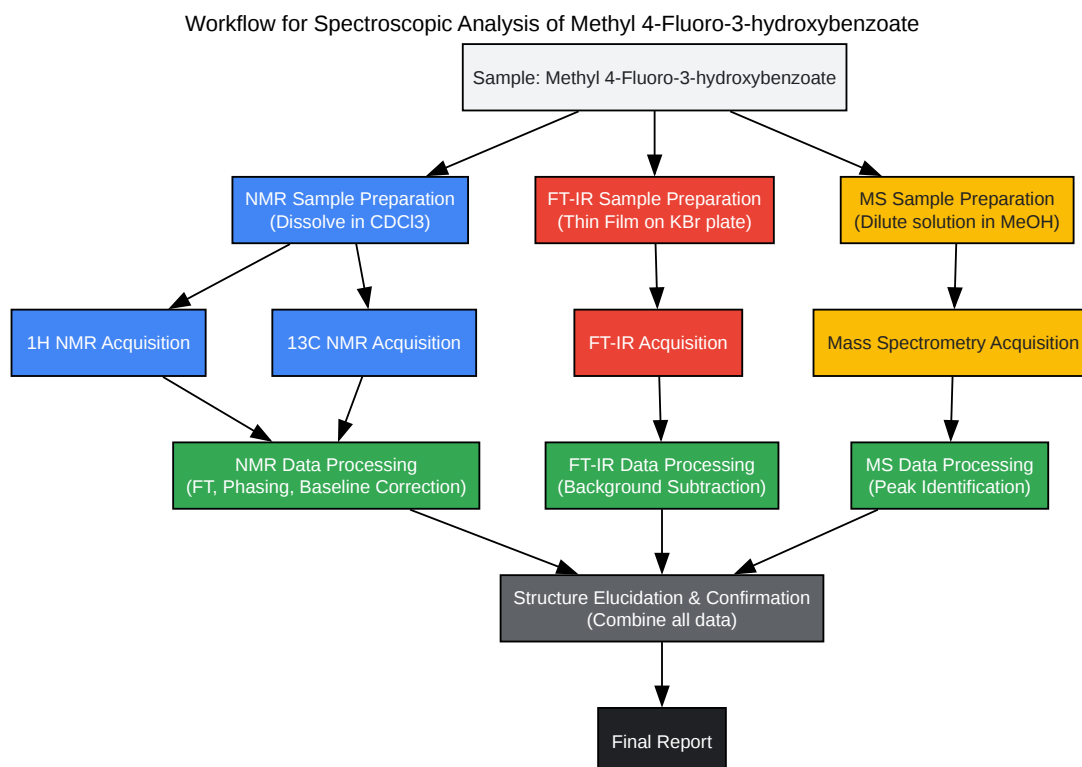 Workflow for Spectroscopic Analysis of Methyl 4-Fluoro-3-hydroxybenzoate
Sample: Methyl 4-Fluoro-3-hydroxybenzoate
NMR Sample Preparation
(Dissolve in CDCl3)
FT-IR Sample Preparation
(Thin Film on KBr plate)
MS Sample Preparation
(Dilute solution in MeOH)
1H NMR Acquisition
13C NMR Acquisition
FT-IR Acquisition
Mass Spectrometry Acquisition
NMR Data Processing
(FT, Phasing, Baseline Correction)
FT-IR Data Processing
(Background Subtraction)
MS Data Processing
(Peak Identification)
Structure Elucidation & Confirmation
(Combine all data)
Final Report